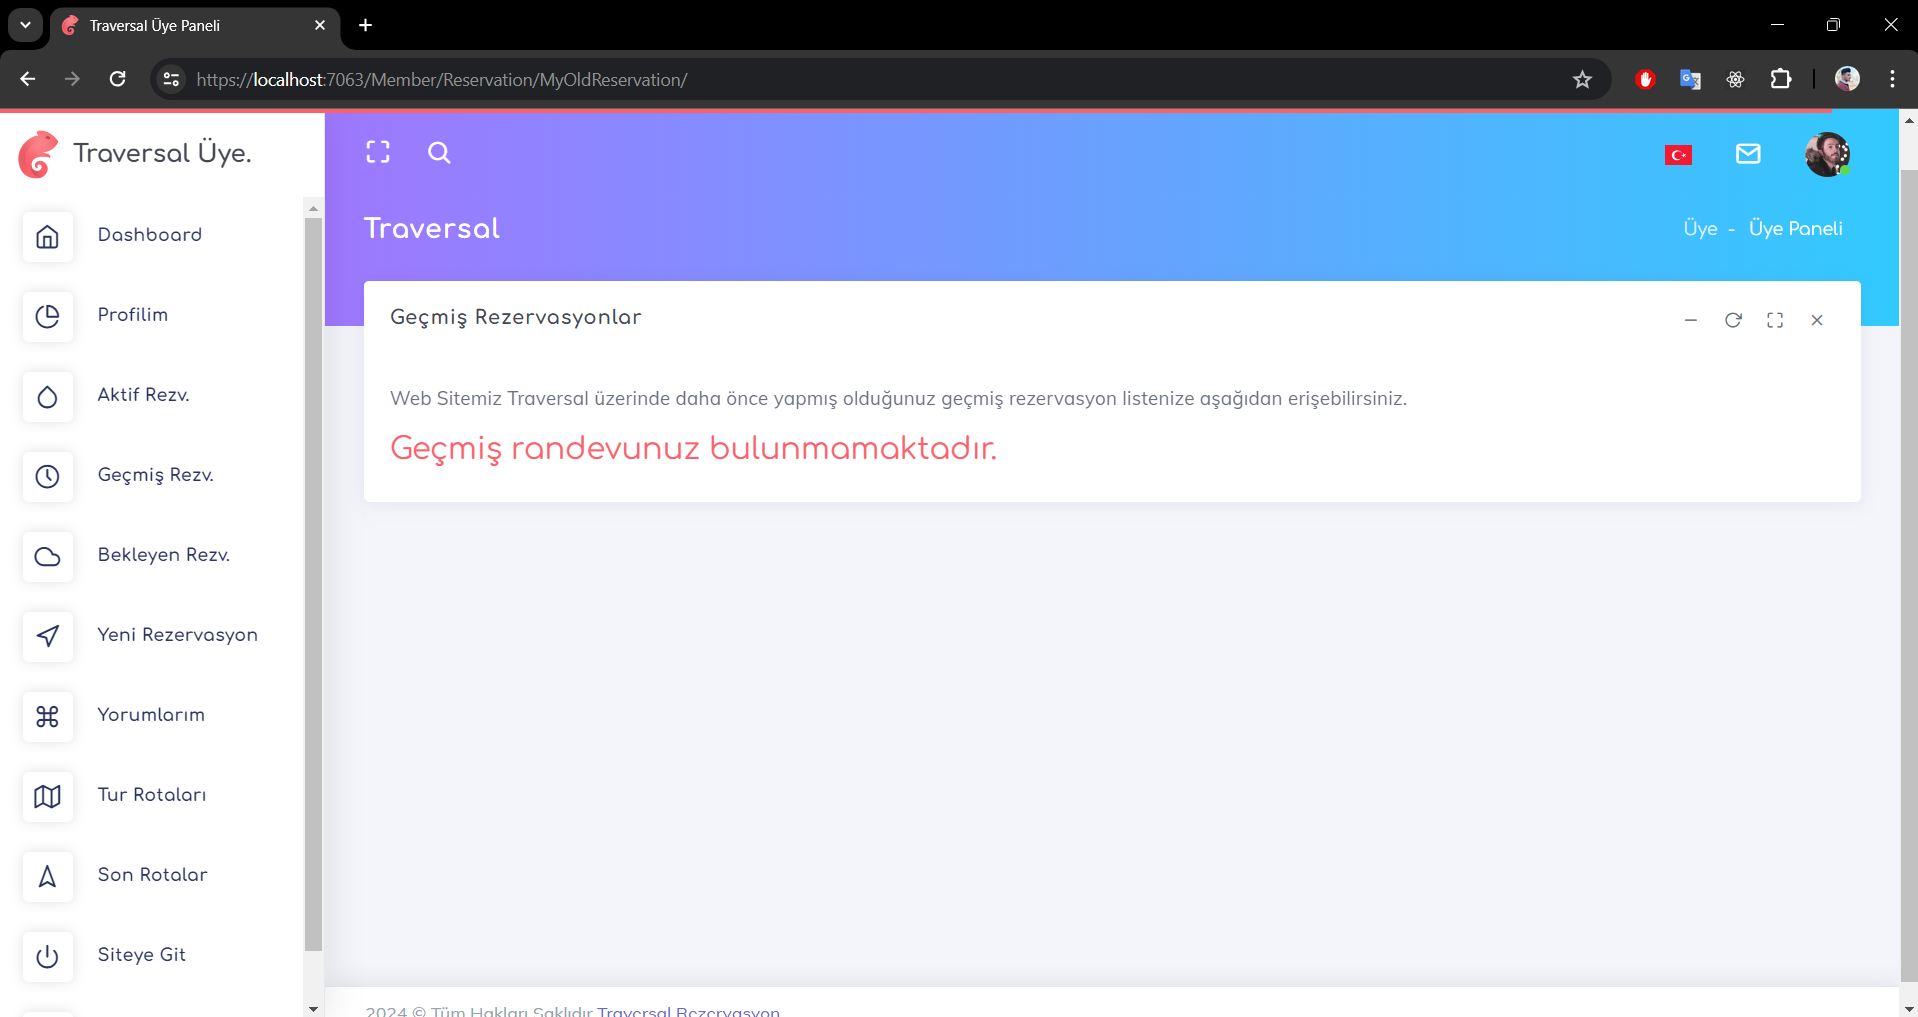 Traversal Üye Paneli
https://localhost:7063/Member/Reservation/MyOldReservation/
Traversal Üye.
Dashboard
Profilim
Aktif Rezv.
Geçmiş Rezv.
Bekleyen Rezv.
Yeni Rezervasyon
Yorumlarım
Tur Rotaları
Son Rotalar
Siteye Git
Traversal
Üye - Üye Paneli
Geçmiş Rezervasyonlar
Web Sitemiz Traversal üzerinde daha önce yapmış olduğunuz geçmiş rezervasyon listenize aşağıdan erişebilirsiniz.
Geçmiş randevunuz bulunmamaktadır.
2024 © Tüm Hakları Saklıdır Traversal Rezervasyon